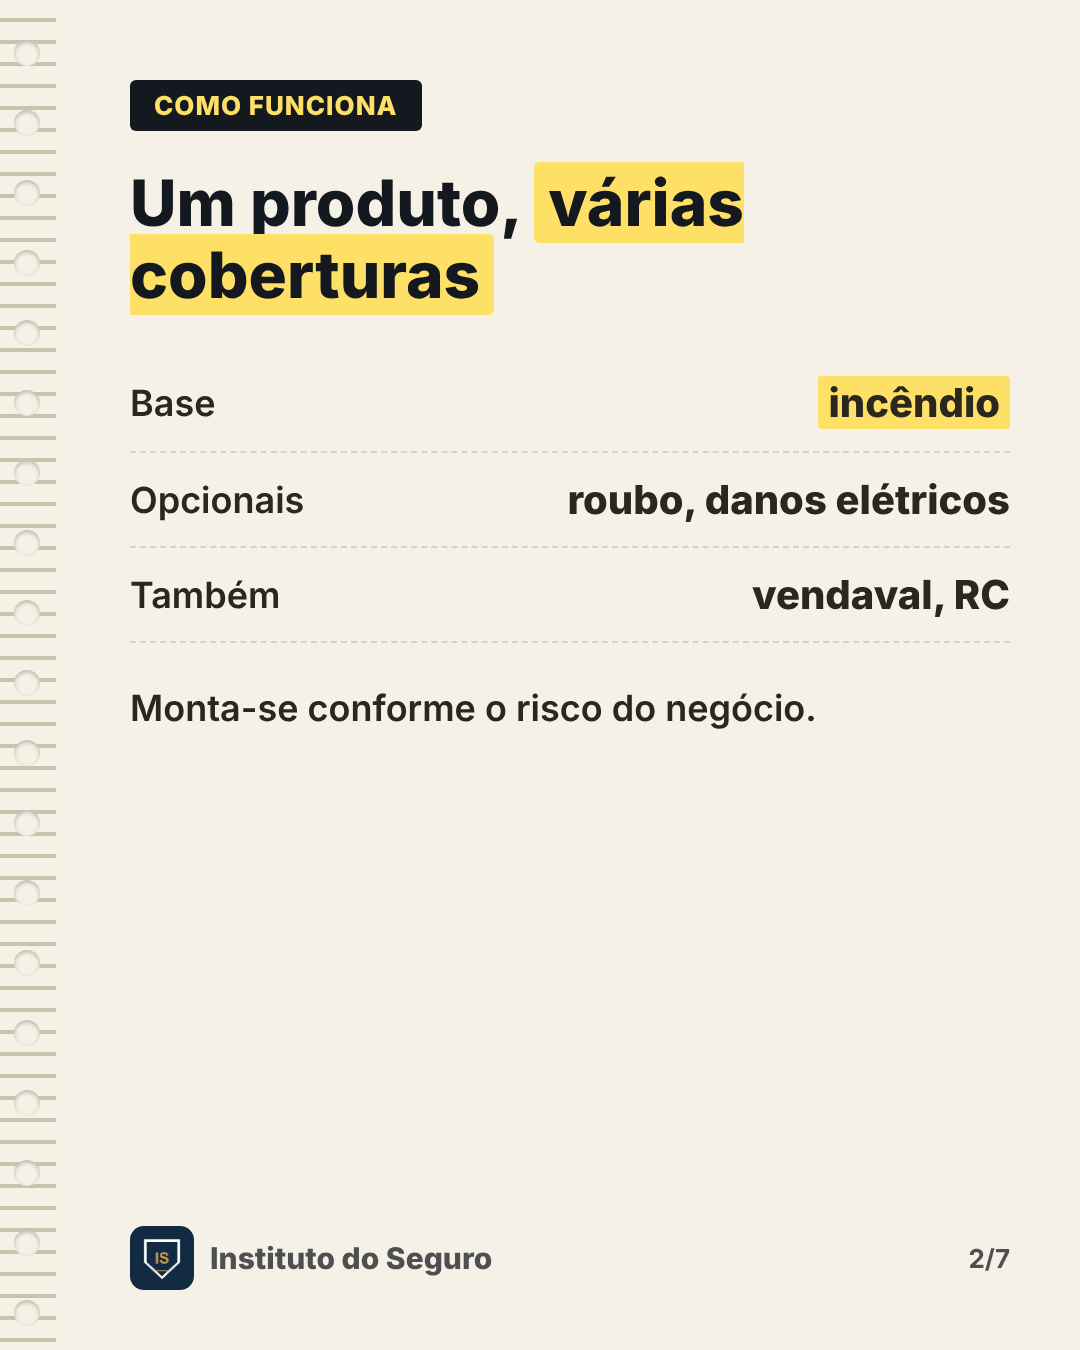 COMO FUNCIONA
Um produto, várias
coberturas
Base incêndio
Opcionais roubo, danos elétricos
Também vendaval, RC
Monta-se conforme o risco do negócio.
IS Instituto do Seguro 2/7